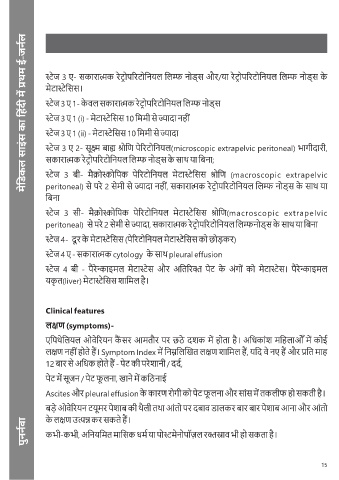 मेडिकल साइंस का हिंदी में प्रथम ई-जर्नल
स्टेज 3 ए- सकारात्मक रेट्रोपरिटोनियल लिम्फ नोड्स और/या रेट्रोपरिटोनियल लिम्फ नोड्स के
मेटास्टेसिस।
स्टेज 3 ए 1- केवल सकारात्मक रेट्रोपरिटोनियल लिम्फ नोड्स
स्टेज 3 ए 1 (i) - मेटास्टेसिस 10 मिमी से ज्यादा नहीं
स्टेज 3 ए 1 (ii) - मेटास्टेसिस 10 मिमी से ज्यादा
स्टेज 3 ए 2- सूक्ष्म बाह्य श्रोणि पेरिटोनियल(microscopic extrapelvic peritoneal) भागीदारी,
सकारात्मक रेट्रोपरिटोनियल लिम्फ नोड्स के साथ या बिना;
स्टेज 3 बी- मैक्रोस्कोपिक पेरिटोनियल मेटास्टेसिस श्रोणि (macroscopic extrapelvic
peritoneal) से परे 2 सेमी से ज्यादा नहीं, सकारात्मक रेट्रोपरिटोनियल लिम्फ नोड्स के साथ या
बिना
स्टेज 3 सी- मैक्रोस्कोपिक पेरिटोनियल मेटास्टेसिस श्रोणि(macroscopic extrapelvic
peritoneal) से परे 2 सेमी से ज्यादा, सकारात्मक रेट्रोपरिटोनियल लिम्फनोड्स के साथ या बिना
स्टेज 4- दूर के मेटास्टेसिस (पेरिटोनियल मेटास्टेसिस को छोड़कर)
स्टेज 4 ए - सकारात्मक cytology के साथ pleural effusion
स्टेज 4 बी - पैरेन्काइमल मेटास्टेस और अतिरिक्त पेट के अंगों को मेटास्टेस। पैरेन्काइमल
यकृत(liver) मेटास्टेसिस शामिल है।
Clinical features
लक्षण (symptoms)-
एपिथेलियल ओवेरियन कैंसर आमतौर पर छठे दशक में होता है। अधिकांश महिलाओं में कोई
लक्षण नहीं होते हैं। Symptom Index में निम्नलिखित लक्षण शामिल हैं, यदि वे नए हैं और प्रति माह
12 बार से अधिक होते हैं - पेट की परेशानी / दर्द,
पेट में सूजन / पेट फूलना, खाने में कठिनाई
Ascites और pleural effusion के कारण रोगी को पेट फूलना और सांस में तकलीफ हो सकती है।
बड़े ओवेरियन ट्यूमर पेशाब की थैली तथा आंतो पर दबाव डालकर बार बार पेशाब आना और आंतो
के लक्षण उत्पन्न कर सकते हैं।
कभी-कभी, अनियमित मासिक धर्म या पोस्टमेनोपॉज़ल रक्तस्राव भी हो सकता है।
पुनर्नवा
15